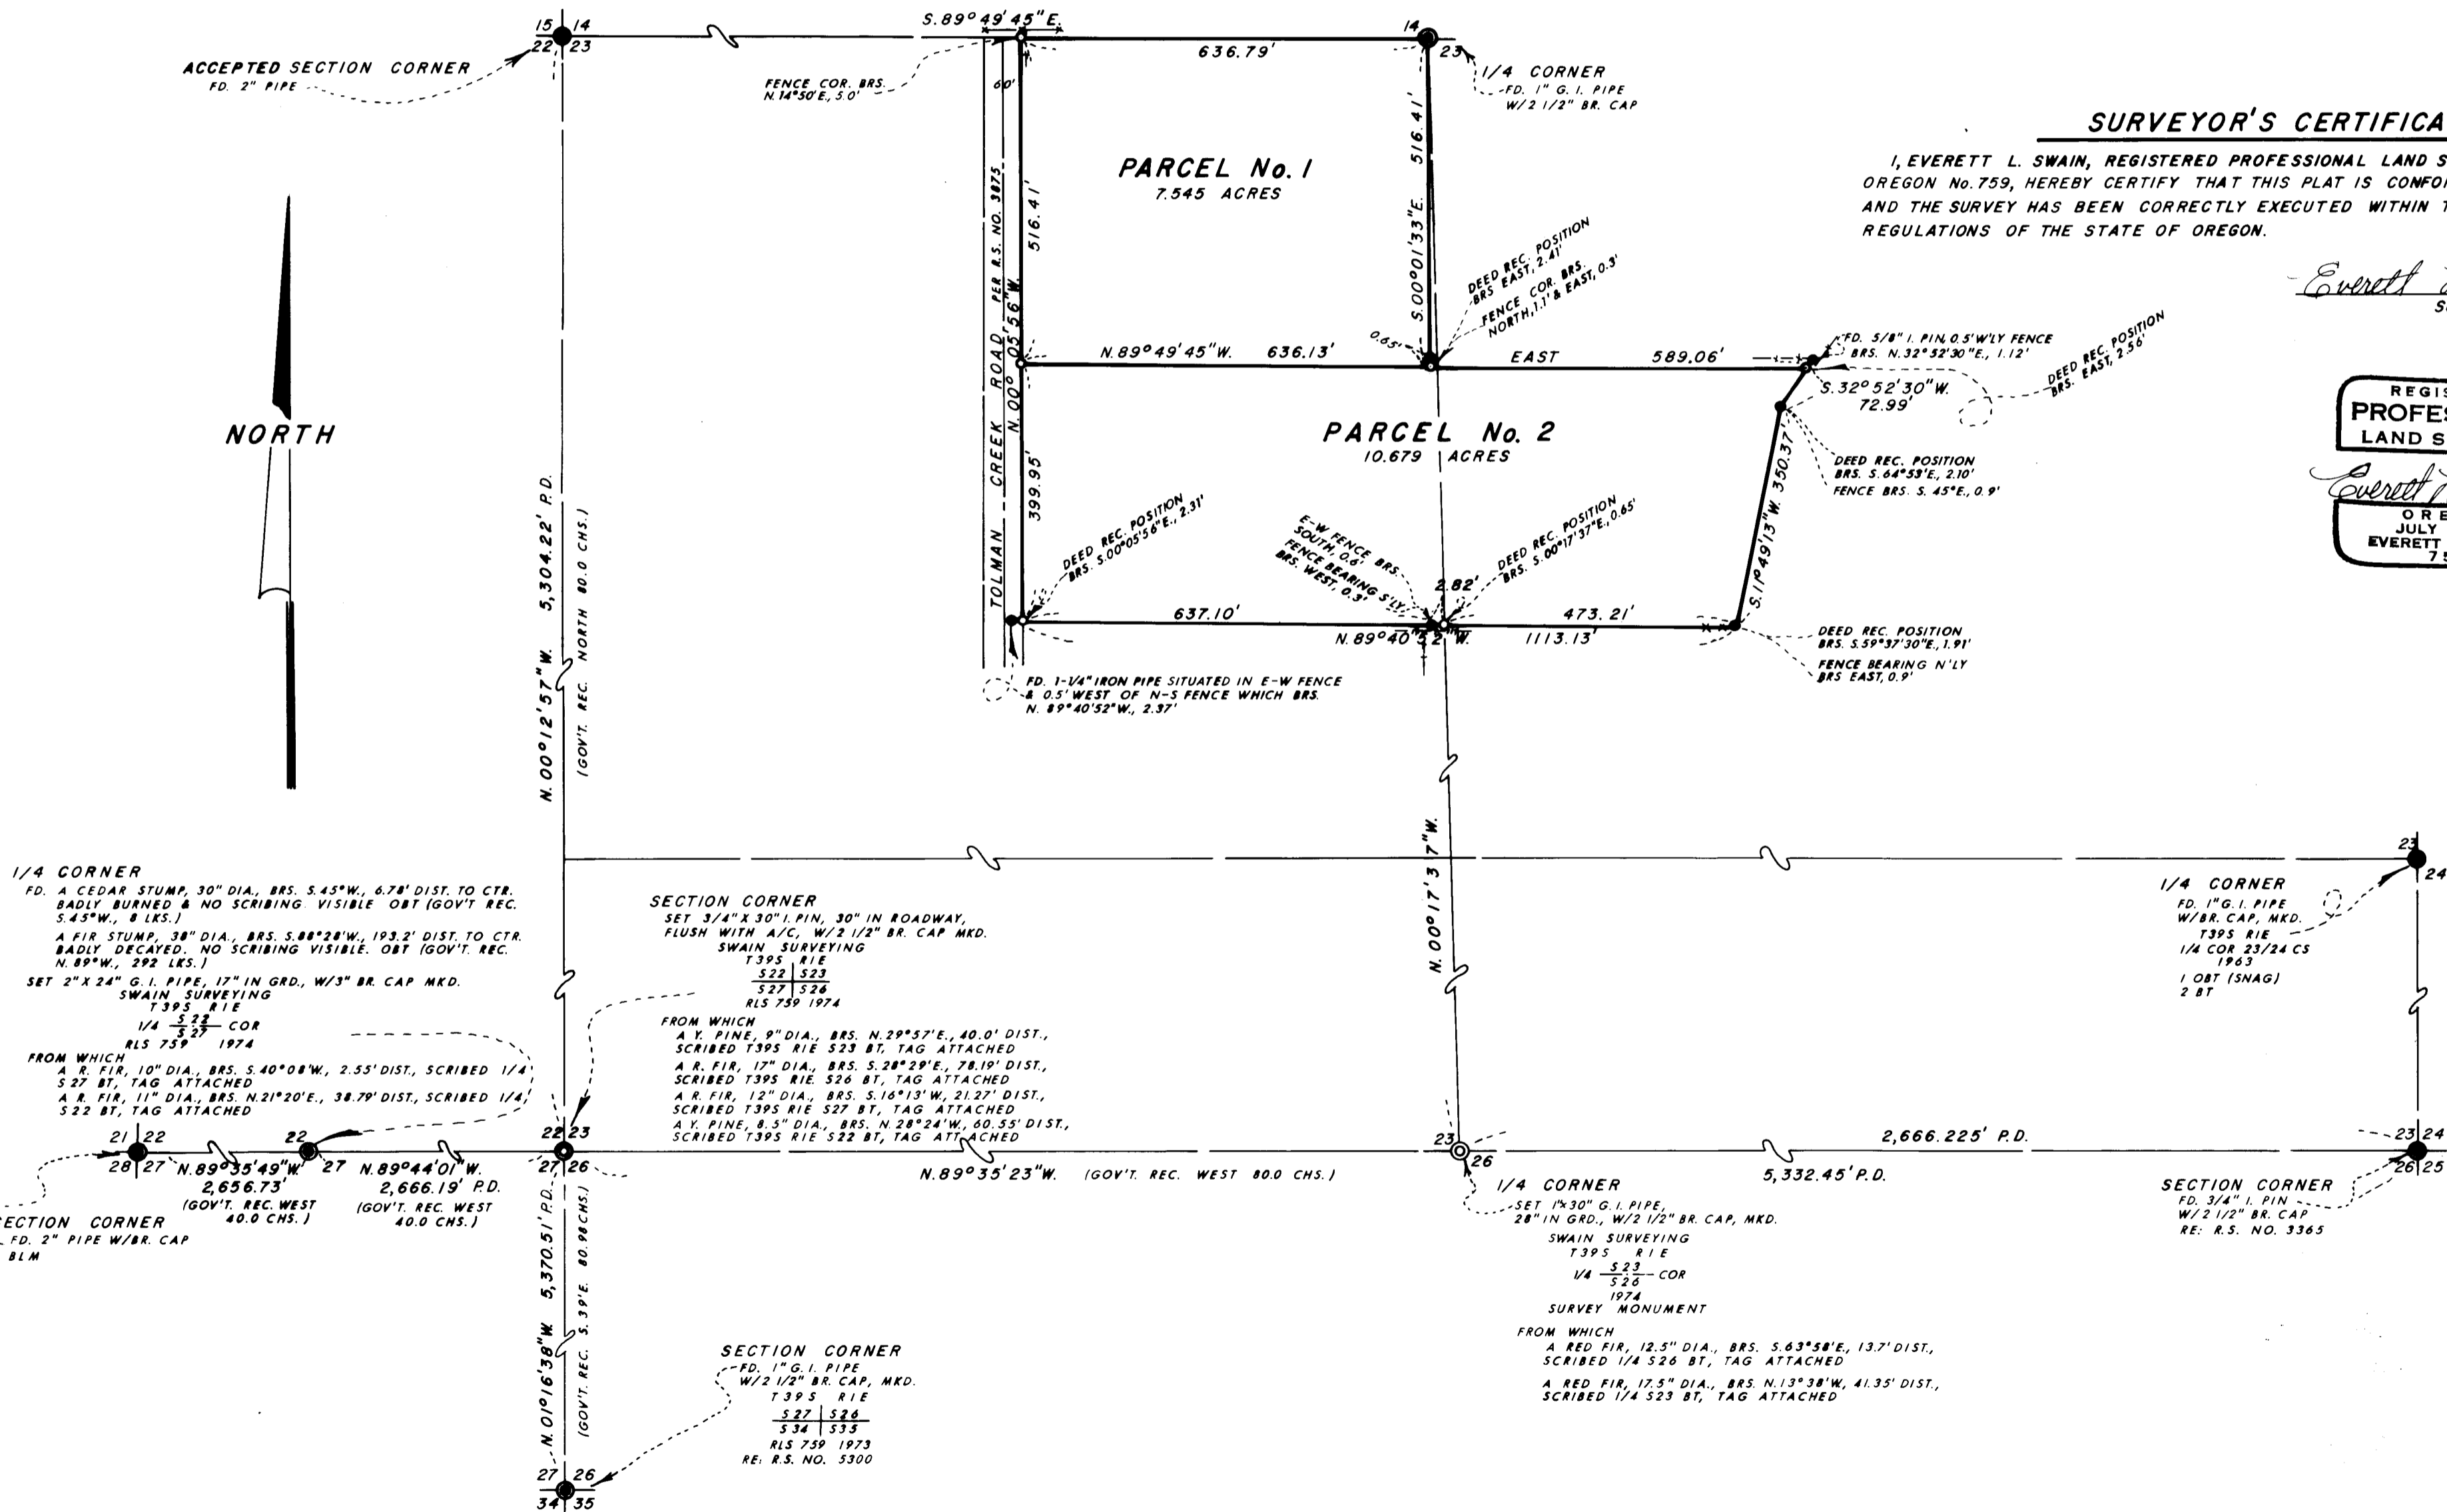 15 14
22 23
ACCEPTED SECTION CORNER
FD. 2" PIPE
S.89°49'45"E.
636.79'
14
23
FENCE COR. BRS.
N.14°50'E., 5.0'
60'
1/4 CORNER
FD. 1" G. I. PIPE
W/2 1/2" BR. CAP
PARCEL No. 1
7.545 ACRES
516.41'
S.00°01'33"E. 516.41'
TOLMAN CREEK ROAD PER R.S. NO. 3875
N.00°05'56"W.
SURVEYOR'S CERTIFICA
I, EVERETT L. SWAIN, REGISTERED PROFESSIONAL LAND S
OREGON No. 759, HEREBY CERTIFY THAT THIS PLAT IS CONFO
AND THE SURVEY HAS BEEN CORRECTLY EXECUTED WITHIN T
REGULATIONS OF THE STATE OF OREGON.
Everett
S
DEED REC. POSITION
BRS EAST, 2.41'
FENCE COR. BRS.
NORTH, 1.1' & EAST, 0.3'
0.65'
N.89°49'45"W. 636.13'
EAST 589.06'
FD. 5/8" I. PIN, 0.5' W'LY FENCE
BRS. N.32°52'30"E., 1.12'
DEED REC. POSITION
BRS. EAST, 2.56'
S.32°52'30"W.
72.99'
REGIS
PROFES
LAND S
Everett
ORE
JULY
EVERETT
75
NORTH
PARCEL No. 2
10.679 ACRES
399.95'
S.11°49'13"W. 350.37'
DEED REC. POSITION
BRS. S.64°53'E., 2.10'
FENCE BRS. S.45°E., 0.9'
DEED REC. POSITION
BRS. S.00°05'56"E., 2.31'
E-W FENCE BRS.
SOUTH, 0.6'
FENCE BEARING S'LY
BRS. WEST, 0.3'
DEED REC. POSITION
BRS. S.00°17'37"E., 0.65'
2.82'
637.10'
473.21'
N.89°40'52"W. 1113.13'
DEED REC. POSITION
BRS. S.59°37'30"E., 1.91'
FENCE BEARING N'LY
BRS EAST, 0.9'
FD. 1-1/4" IRON PIPE SITUATED IN E-W FENCE
& 0.5' WEST OF N-S FENCE WHICH BRS.
N. 89°40'52"W., 2.37'
N.00°12'57"W. 5,304.22' P.D.
(GOV'T. REC. NORTH 80.0 CHS.)
N.00°17'37"W.
1/4 CORNER
FD. A CEDAR STUMP, 30" DIA., BRS. S.45°W., 6.78' DIST. TO CTR.
BADLY BURNED & NO SCRIBING VISIBLE OBT (GOV'T REC.
S.45°W., 8 LKS.)
A FIR STUMP, 38" DIA., BRS. S.88°28'W., 193.2' DIST. TO CTR.
BADLY DECAYED. NO SCRIBING VISIBLE. OBT (GOV'T. REC.
N. 89°W., 292 LKS.)
SET 2" X 24" G. I. PIPE, 17" IN GRD., W/3" BR. CAP MKD.
SWAIN SURVEYING
T39S R1E
1/4 S22 COR
S27
RLS 759 1974
FROM WHICH
A R. FIR, 10" DIA., BRS. S.40°08'W., 2.55' DIST., SCRIBED 1/4
S27 BT, TAG ATTACHED
A R. FIR, 11" DIA., BRS. N.21°20'E., 38.79' DIST., SCRIBED 1/4,
S22 BT, TAG ATTACHED
SECTION CORNER
SET 3/4" X 30" I. PIN, 30" IN ROADWAY,
FLUSH WITH A/C, W/2 1/2" BR. CAP MKD.
SWAIN SURVEYING
T39S R1E
S22 S23
S27 S26
RLS 759 1974
FROM WHICH
A Y. PINE, 9" DIA., BRS. N.29°57'E., 40.0' DIST.,
SCRIBED T39S R1E S23 BT, TAG ATTACHED
A R. FIR, 17" DIA., BRS. S.28°29'E., 78.19' DIST.,
SCRIBED T39S R1E. S26 BT, TAG ATTACHED
A R. FIR, 12" DIA., BRS. S.16°13'W., 21.27' DIST.,
SCRIBED T39S R1E S27 BT, TAG ATTACHED
A Y. PINE, 8.5" DIA., BRS. N.28°24'W., 60.55' DIST.,
SCRIBED T39S R1E S22 BT, TAG ATTACHED
23
24
1/4 CORNER
FD. 1" G. I. PIPE
W/BR. CAP, MKD.
T39S R1E
1/4 COR 23/24 CS
1963
1 OBT (SNAG)
2 BT
21 22
28 27
22
27
22 23
27 26
N.89°35'49"W.
2,656.73'
(GOV'T. REC. WEST
40.0 CHS.)
N.89°44'01"W.
2,666.19' P.D.
(GOV'T. REC. WEST
40.0 CHS.)
N.89°35'23"W. (GOV'T. REC. WEST 80.0 CHS.)
23
26
2,666.225' P.D.
5,332.45' P.D.
23 24
26 25
ECTION CORNER
FD. 2" PIPE W/BR. CAP
BLM
1/4 CORNER
SET 1"X30" G. I. PIPE,
28" IN GRD., W/2 1/2" BR. CAP, MKD.
SWAIN SURVEYING
T39S R1E
1/4 S23 COR
S26
1974
SURVEY MONUMENT
FROM WHICH
A RED FIR, 12.5" DIA., BRS. S.63°58'E., 13.7' DIST.,
SCRIBED 1/4 S26 BT, TAG ATTACHED
A RED FIR, 17.5" DIA., BRS. N.13°38'W., 41.35' DIST.,
SCRIBED 1/4 S23 BT, TAG ATTACHED
SECTION CORNER
FD. 3/4" I. PIN
W/2 1/2" BR. CAP
RE: R.S. NO. 3365
N.01°16'38"W. 5,370.51' P.D.
(GOV'T. REC. S. 39'E. 80.98 CHS.)
SECTION CORNER
FD. 1" G. I. PIPE
W/2 1/2" BR. CAP, MKD.
T39S R1E
S27 S26
S34 S35
RLS 759 1973
RE: R.S. NO. 5300
27 26
34 35